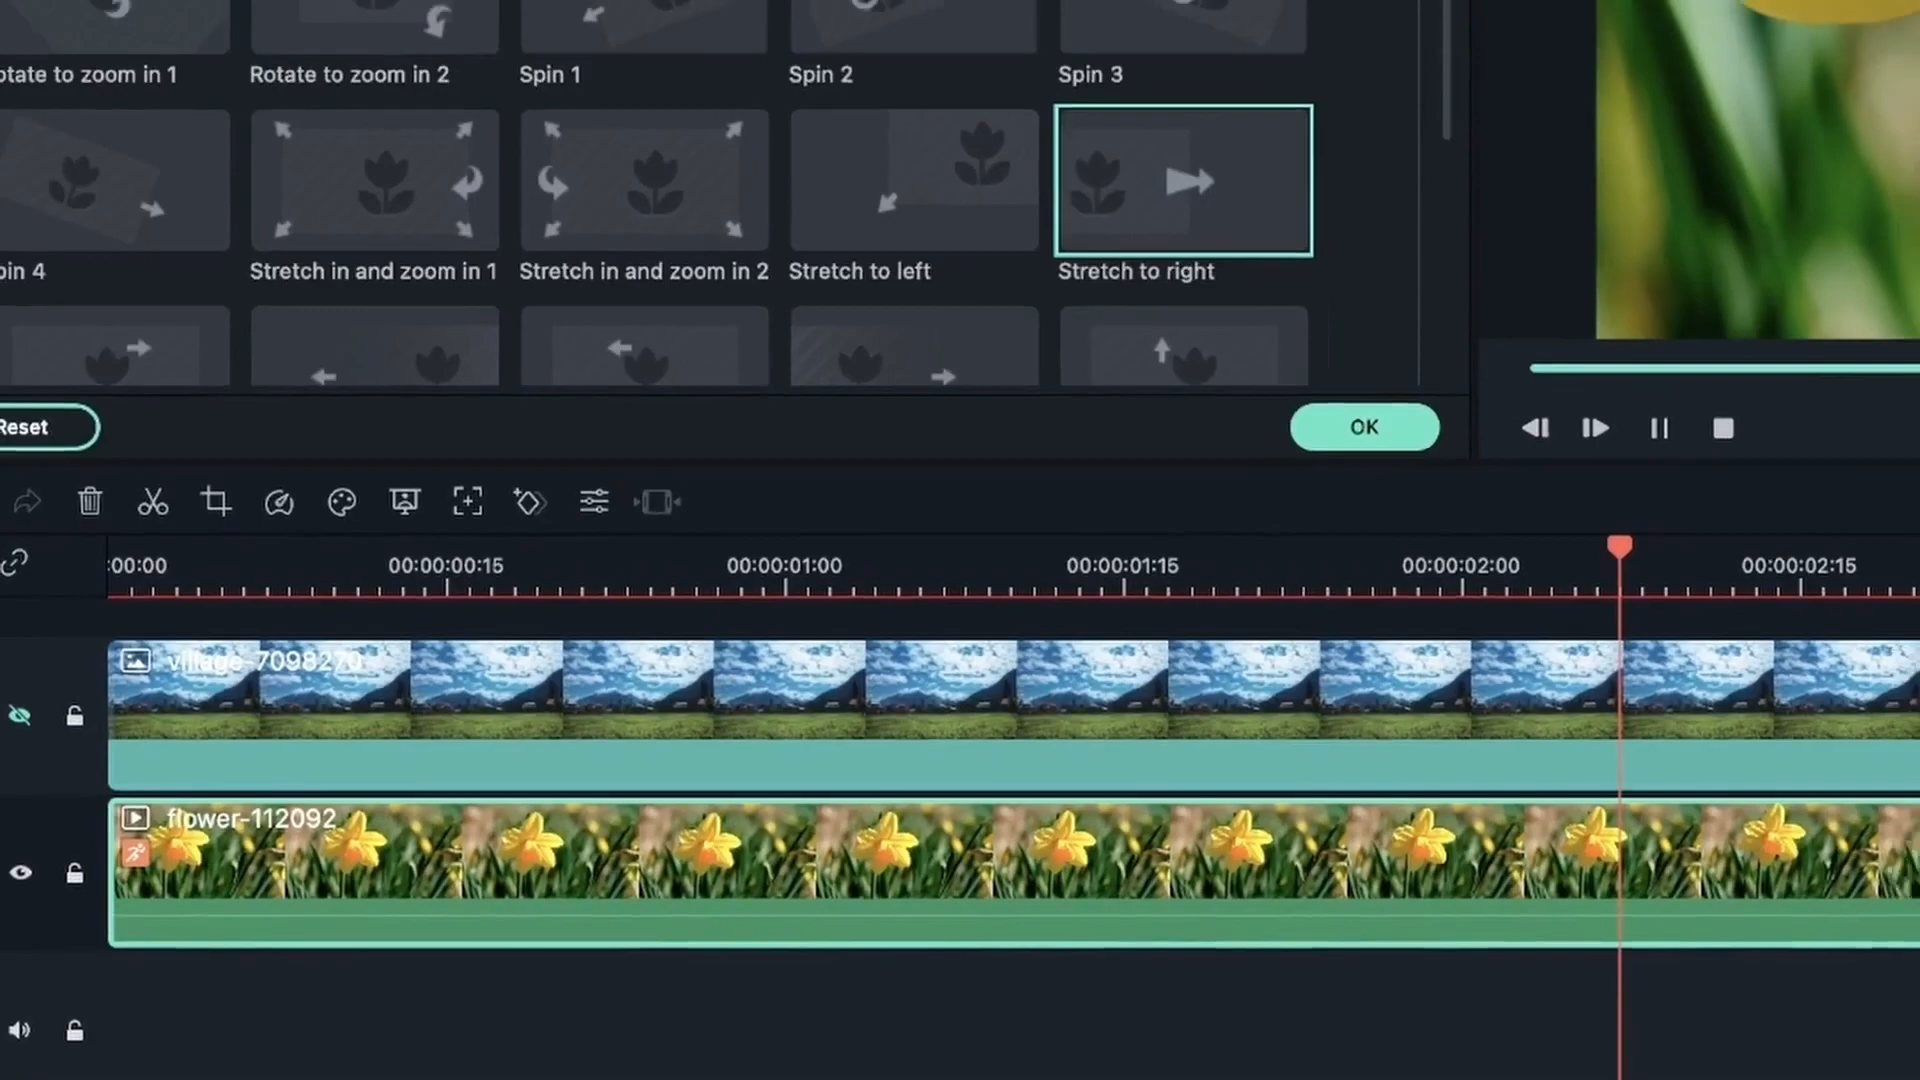 otate to zoom in 1
Rotate to zoom in 2
Spin 1
Spin 2
Spin 3
pin 4
Stretch in and zoom in 1
Stretch in and zoom in 2
Stretch to left
Stretch to right
Reset
OK
:00:00
00:00:00:15
00:00:01:00
00:00:01:15
00:00:02:00
00:00:02:15
village-7098270
flower-112092